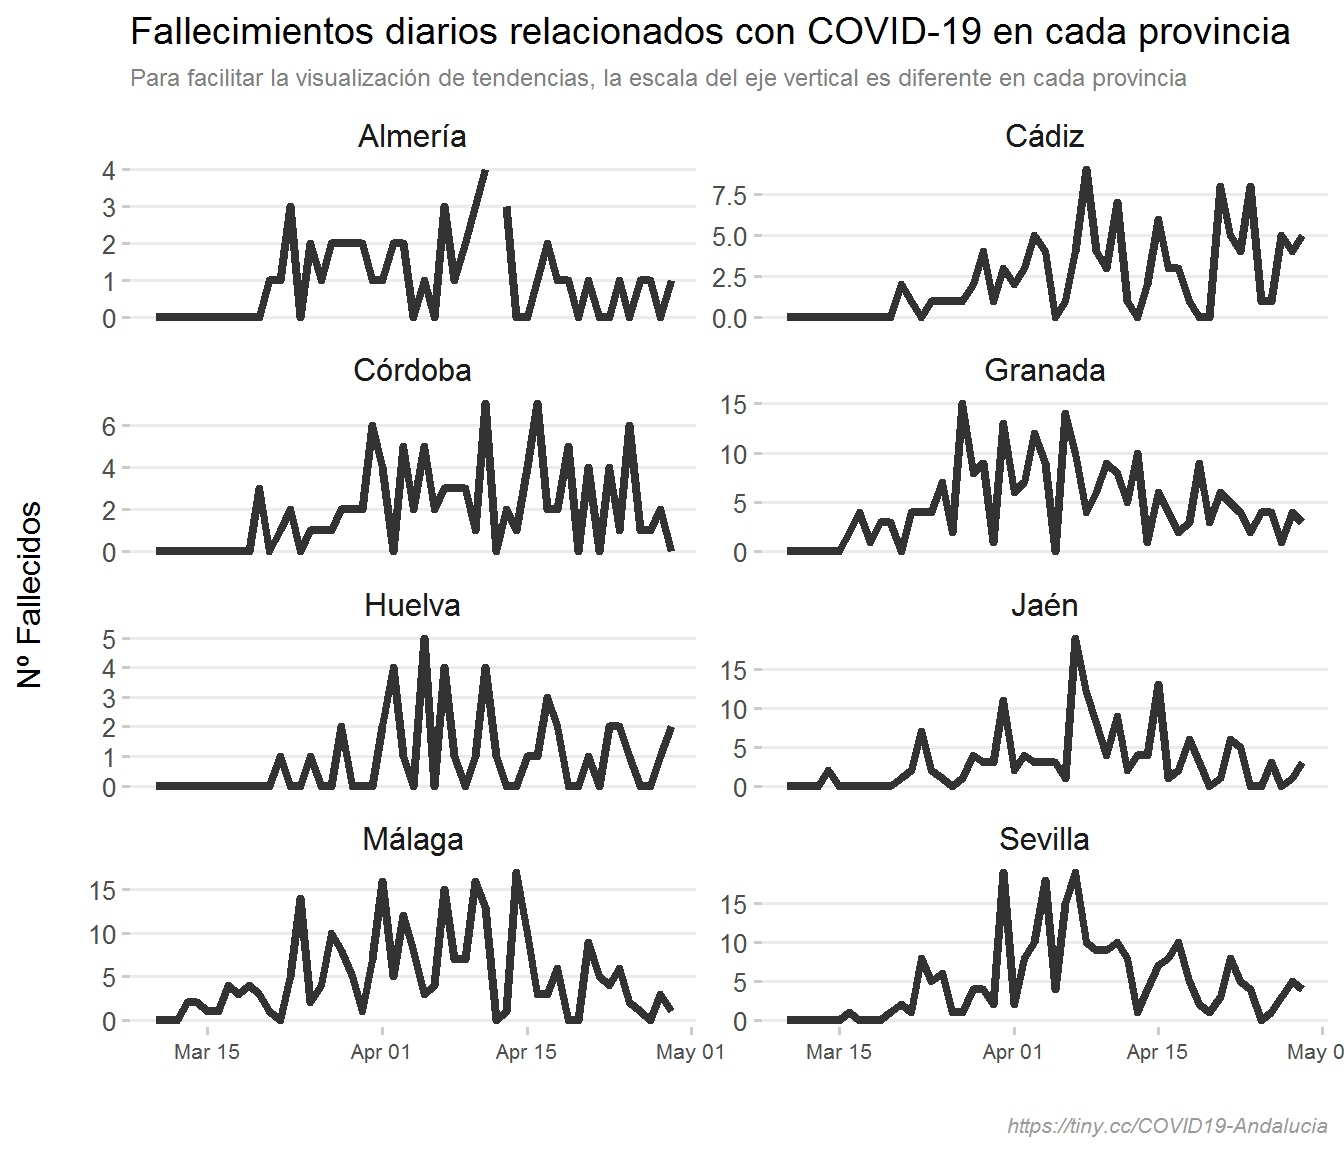 Fallecimientos diarios relacionados con COVID-19 en cada provincia
Para facilitar la visualización de tendencias, la escala del eje vertical es diferente en cada provincia
Nº Fallecidos
Almería
4
3
2
1
0
Cádiz
7.5
5.0
2.5
0.0
Córdoba
6
4
2
0
Granada
15
10
5
0
Huelva
5
4
3
2
1
0
Jaén
15
10
5
0
Málaga
15
10
5
0
Mar 15 Apr 01 Apr 15 May 01
Sevilla
15
10
5
0
Mar 15 Apr 01 Apr 15 May 0
https://tiny.cc/COVID19-Andalucia